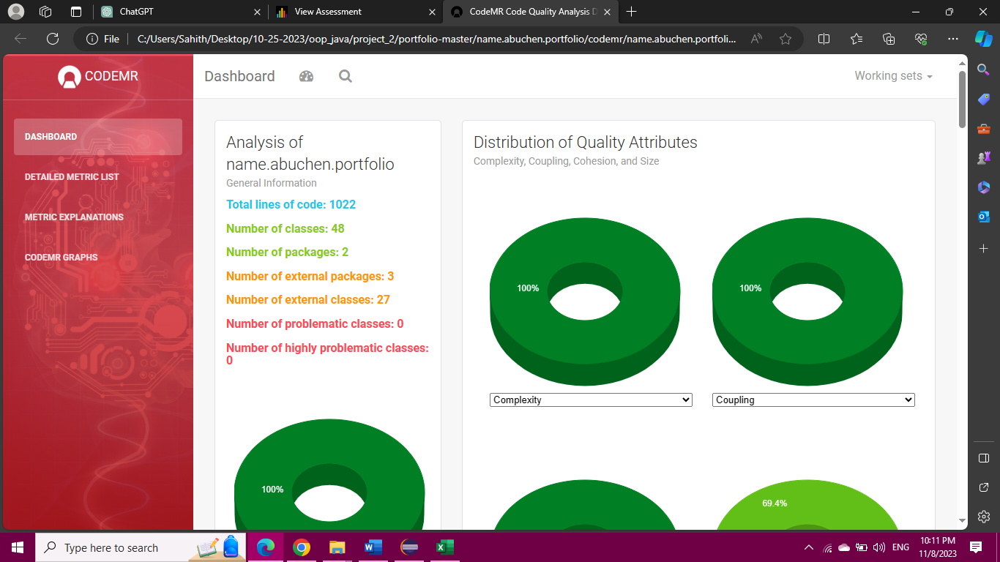 ChatGPT
View Assessment
CodeMR Code Quality Analysis D
File
C:/Users/Sahith/Desktop/10-25-2023/oop_java/project_2/portfolio-master/name.abuchen.portfolio/codemr/name.abuchen.portfoli...
CODEMR
Dashboard
Working sets
DASHBOARD
DETAILED METRIC LIST
METRIC EXPLANATIONS
CODEMR GRAPHS
Analysis of
name.abuchen.portfolio
General Information
Total lines of code: 1022
Number of classes: 48
Number of packages: 2
Number of external packages: 3
Number of external classes: 27
Number of problematic classes: 0
Number of highly problematic classes:
0
100%
Distribution of Quality Attributes
Complexity, Coupling, Cohesion, and Size
100%
100%
Complexity
Coupling
69.4%
Type here to search
ENG
10:11 PM
11/8/2023